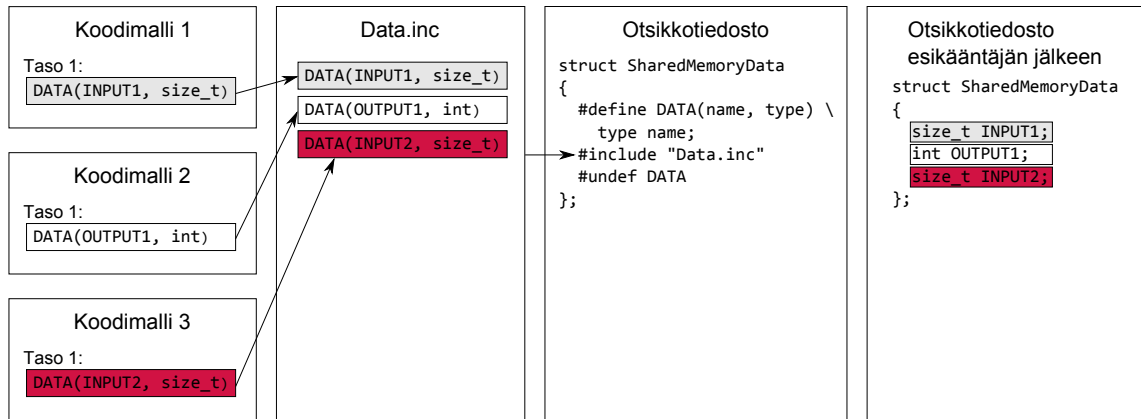 Koodimalli 1
Taso 1:
DATA(INPUT1, size_t)
Koodimalli 2
Taso 1:
DATA(OUTPUT1, int)
Koodimalli 3
Taso 1:
DATA(INPUT2, size_t)
Data.inc
DATA(INPUT1, size_t)
DATA(OUTPUT1, int)
DATA(INPUT2, size_t)
Otsikkotiedosto
struct SharedMemoryData
{
#define DATA(name, type) \
type name;
#include "Data.inc"
#undef DATA
};
Otsikkotiedosto
esikääntäjän jälkeen
struct SharedMemoryData
{
size_t INPUT1;
int OUTPUT1;
size_t INPUT2;
};